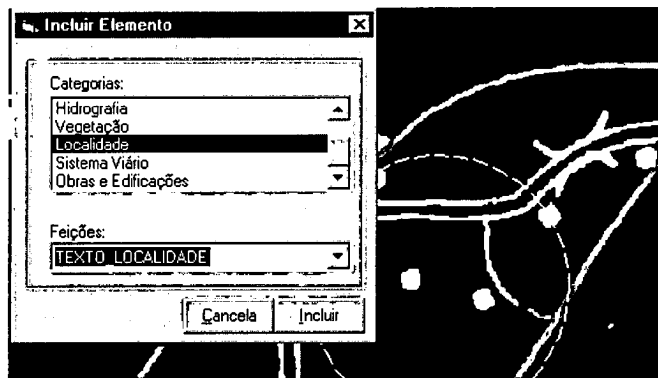 Incluir Elemento
Categorias:
Hidrografia
Vegetação
Localidade
Sistema Viário
Obras e Edificações
Feições:
TEXTO_LOCALIDADE
Cancela
Incluir